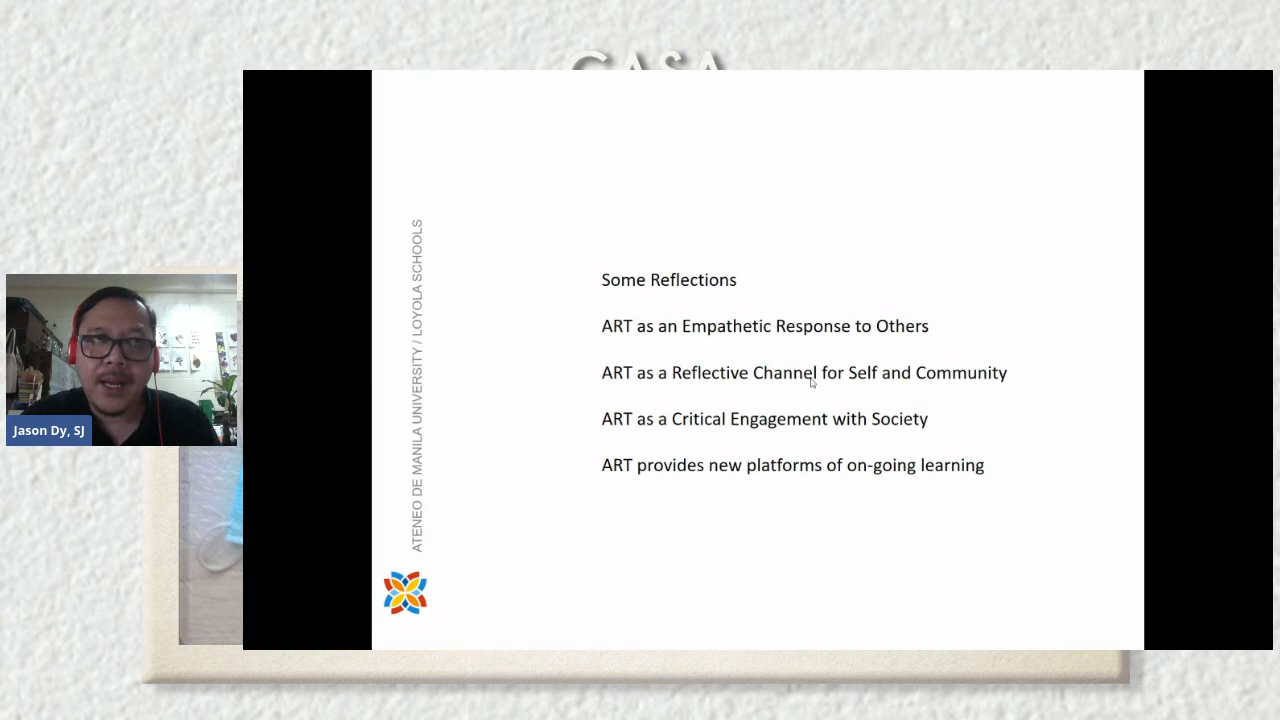 CASA
Some Reflections
ART as an Empathetic Response to Others
ART as a Reflective Channel for Self and Community
ART as a Critical Engagement with Society
ART provides new platforms of on-going learning
ATENEO DE MANILA UNIVERSITY / LOYOLA SCHOOLS
Jason Dy, SJ